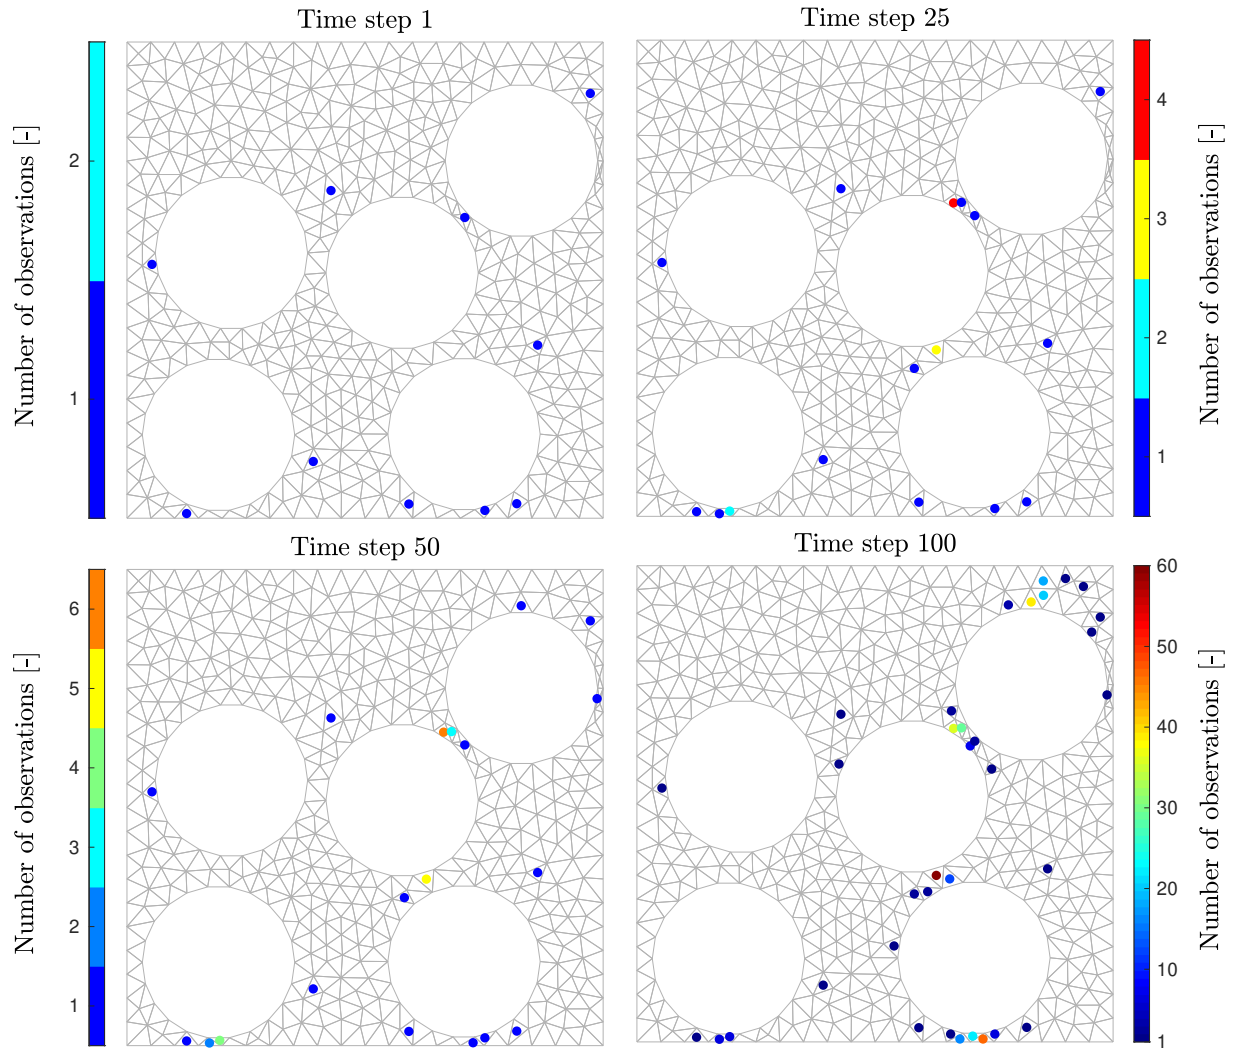 Time step 1
Number of observations [-]
2
1
Time step 25
4
3
2
1
Number of observations [-]
Time step 50
Number of observations [-]
6
5
4
3
2
1
Time step 100
60
50
40
30
20
10
1
Number of observations [-]